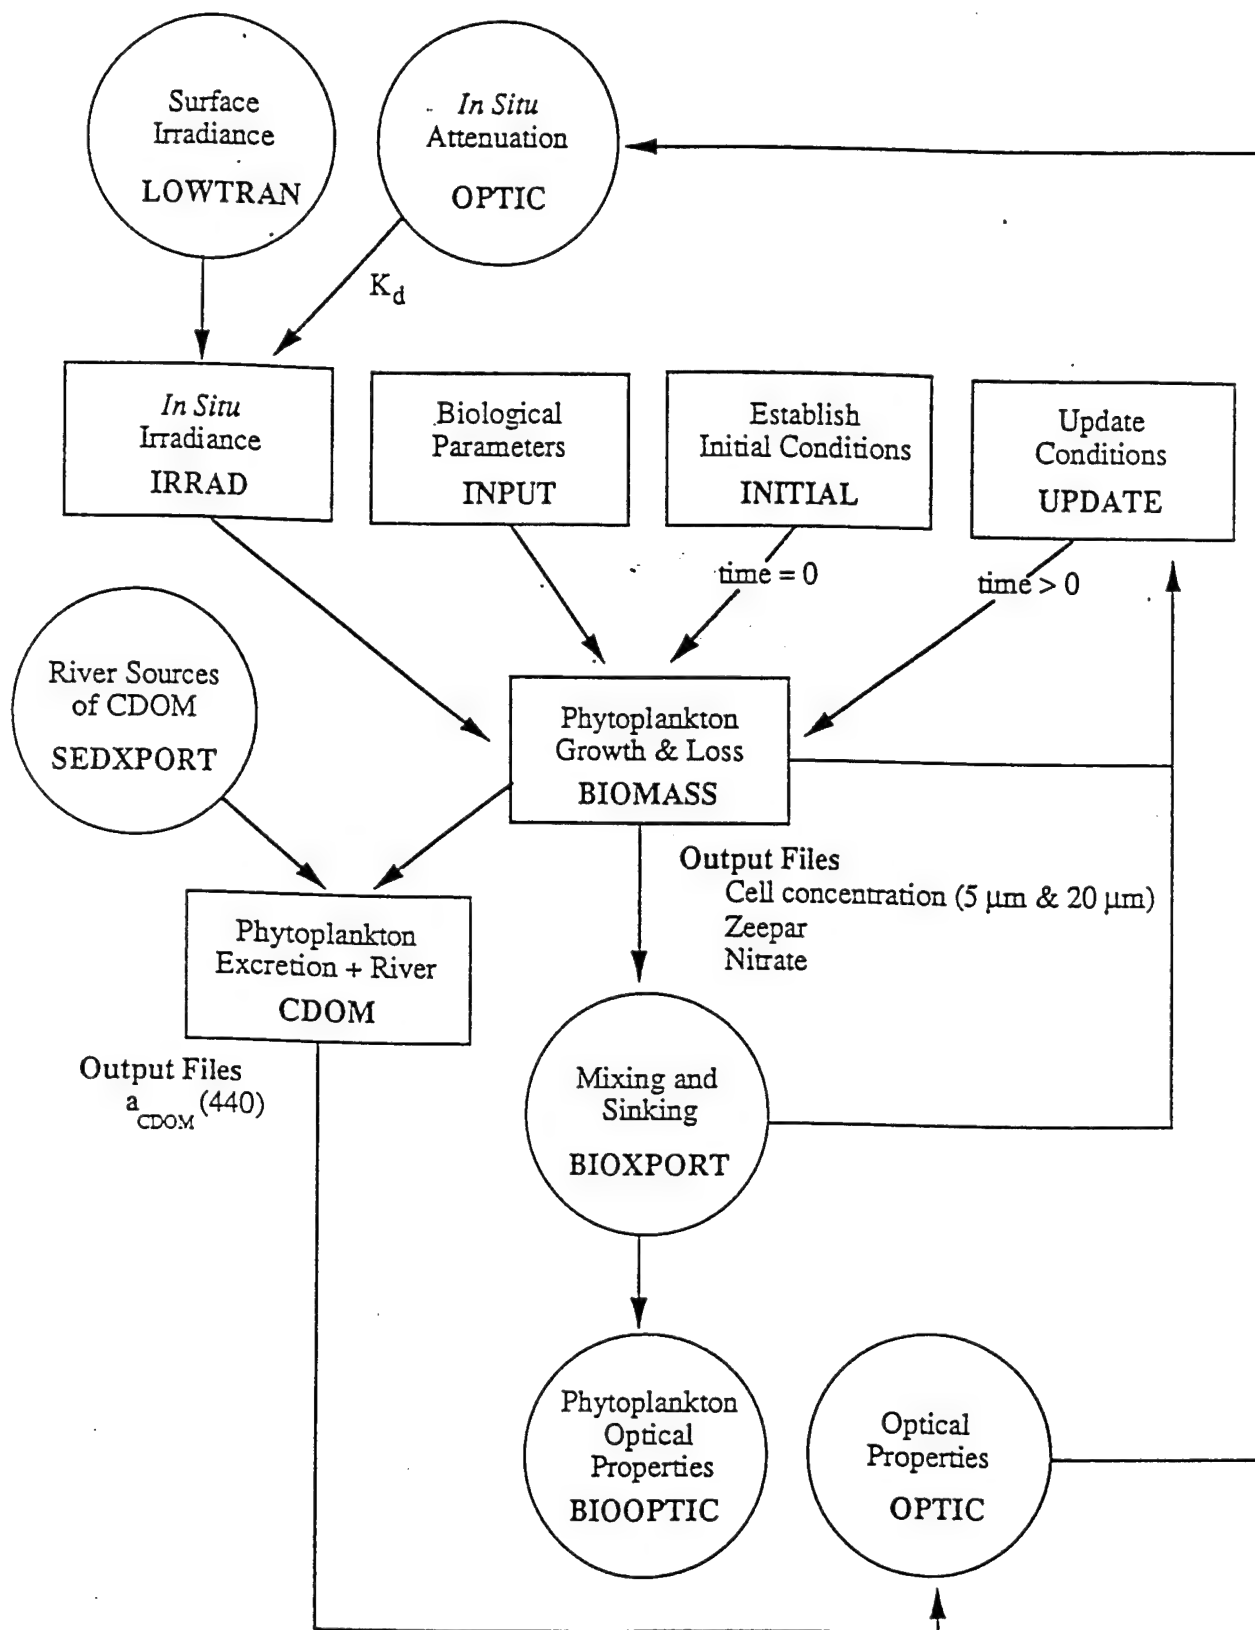 Surface
Irradiance
LOWTRAN
In Situ
Attenuation
OPTIC
K_d
In Situ
Irradiance
IRRAD
Biological
Parameters
INPUT
Establish
Initial Conditions
INITIAL
Update
Conditions
UPDATE
time = 0
time > 0
River Sources
of CDOM
SEDXPORT
Phytoplankton
Growth & Loss
BIOMASS
Output Files
Cell concentration (5 μm & 20 μm)
Zeepar
Nitrate
Phytoplankton
Excretion + River
CDOM
Output Files
a_CDOM (440)
Mixing and
Sinking
BIOXPORT
Phytoplankton
Optical
Properties
BIOOPTIC
Optical
Properties
OPTIC